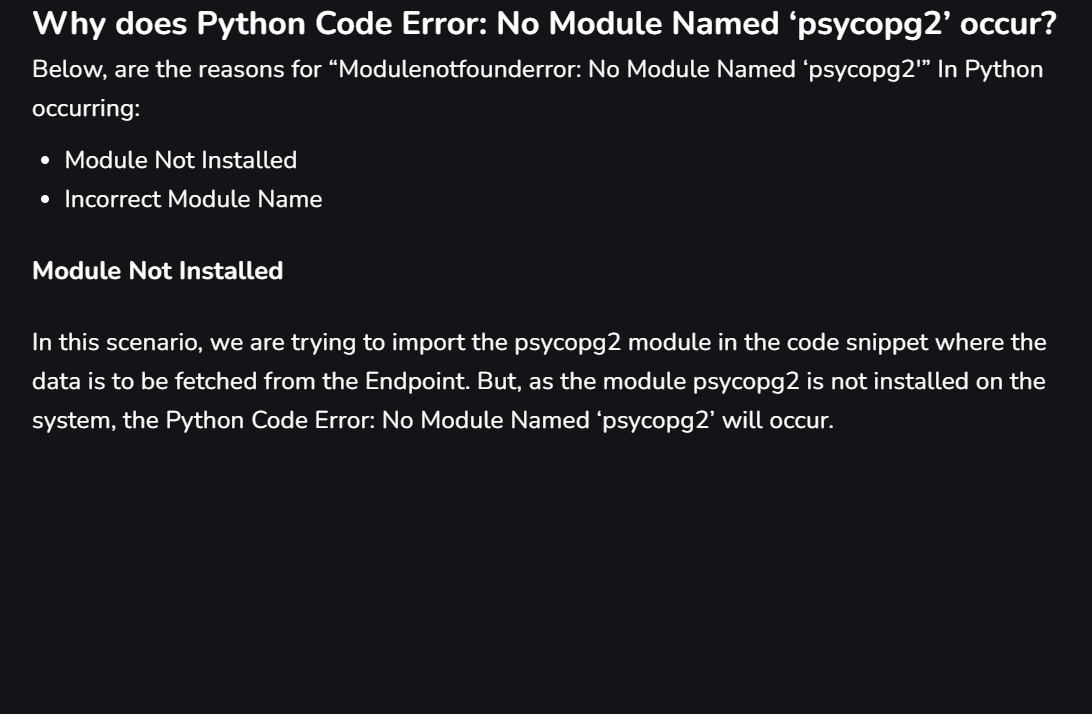 Why does Python Code Error: No Module Named ‘psycopg2’ occur?
Below, are the reasons for “Modulenotfounderror: No Module Named ‘psycopg2'” In Python
occurring:
Module Not Installed
Incorrect Module Name
Module Not Installed
In this scenario, we are trying to import the psycopg2 module in the code snippet where the
data is to be fetched from the Endpoint. But, as the module psycopg2 is not installed on the
system, the Python Code Error: No Module Named ‘psycopg2’ will occur.